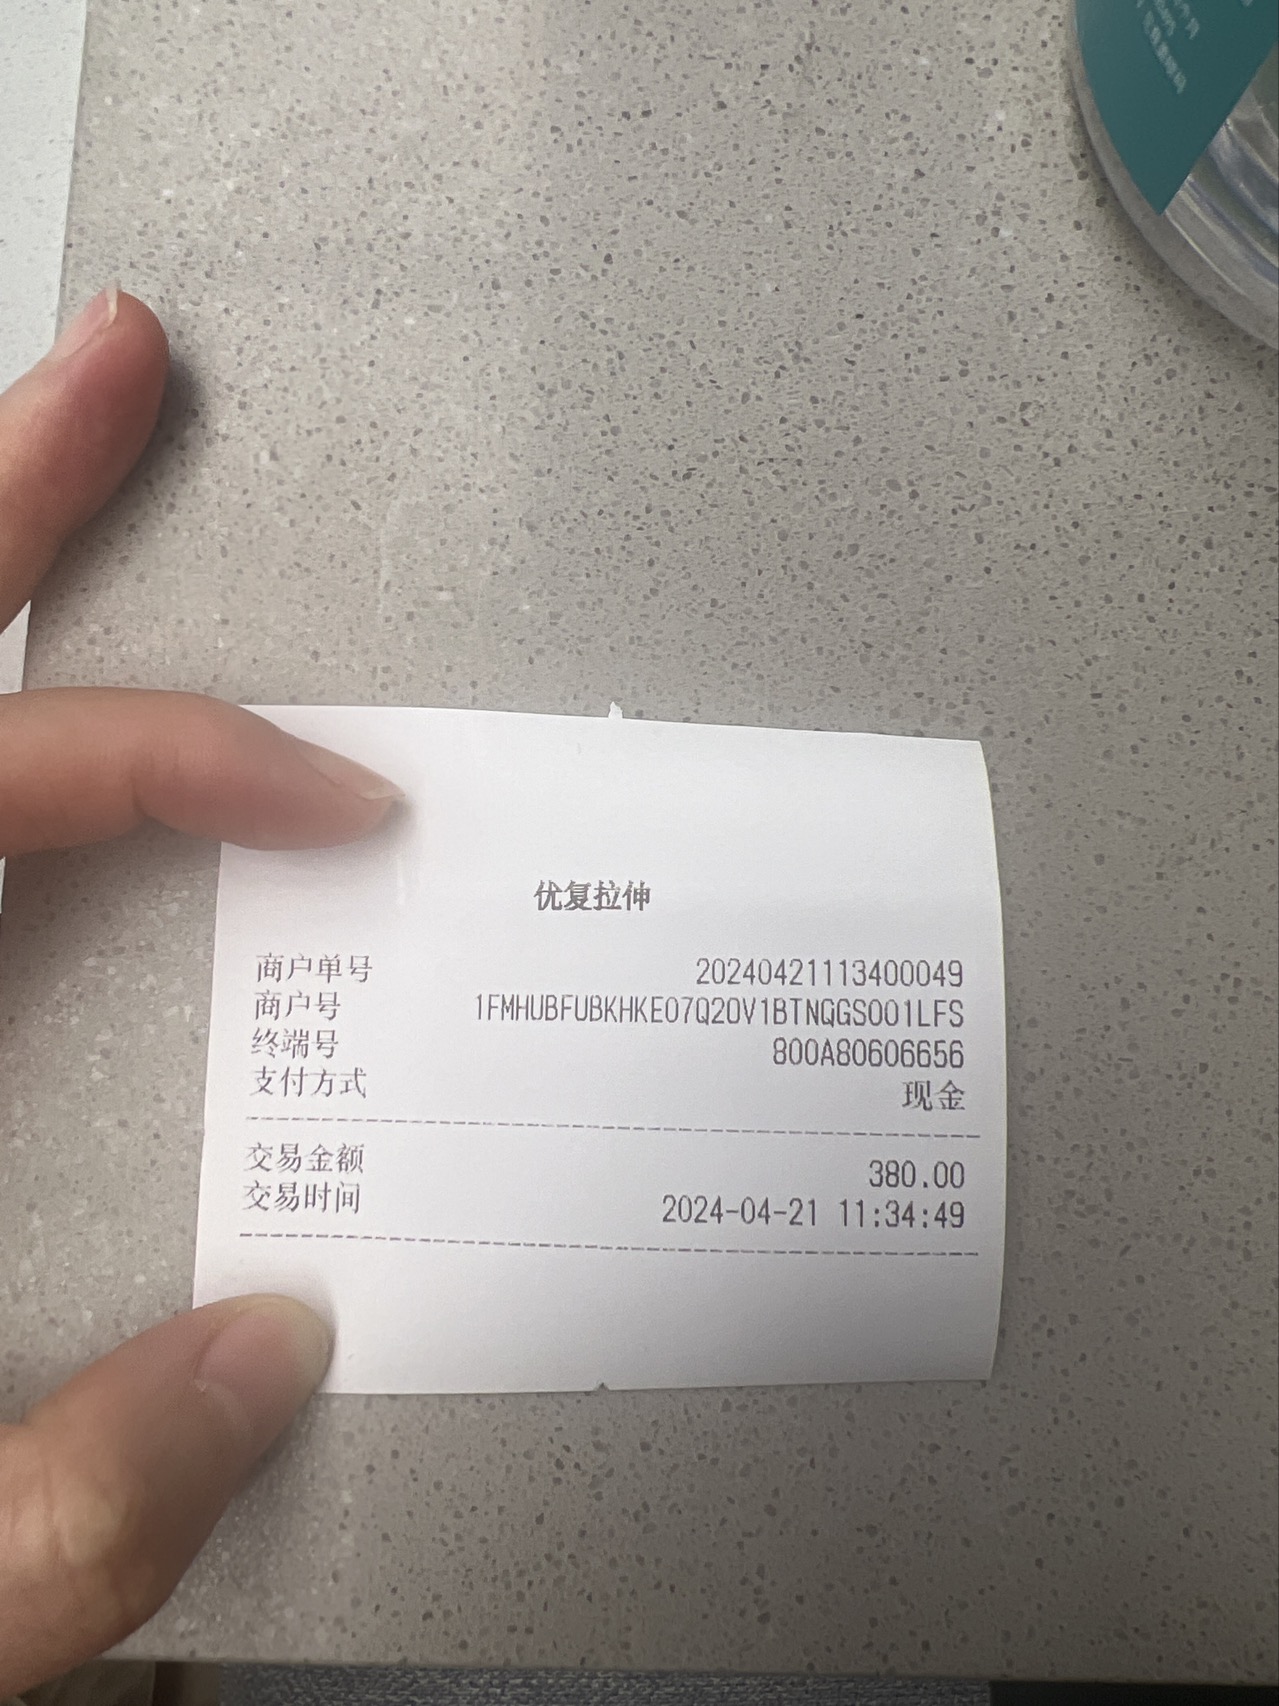 优复拉伸
商户单号 20240421113400049
商户号 1FMHUBFUBKHKE07Q20V1BTNQGS001LFS
终端号 800A80606656
支付方式 现金
交易金额 380.00
交易时间 2024-04-21 11:34:49